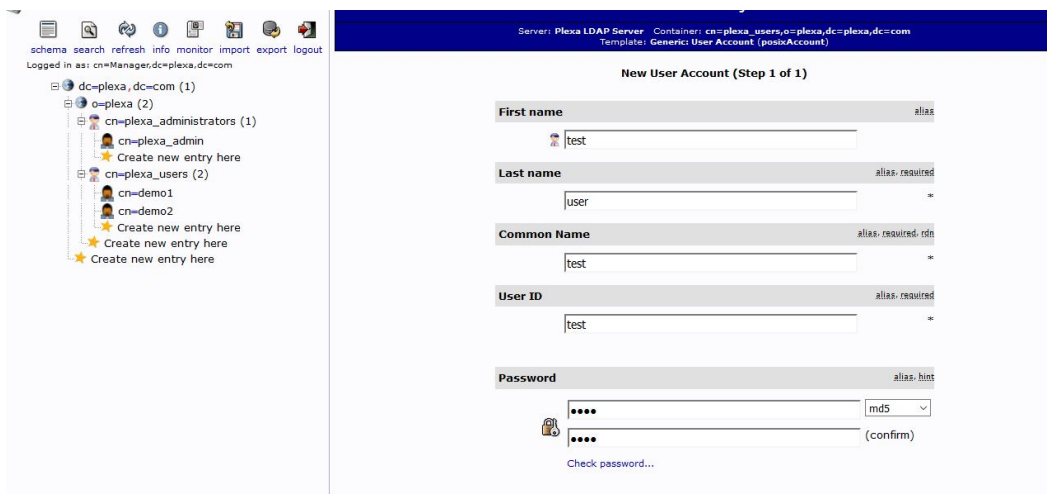 schema search refresh info monitor import export logout
Logged in as: cn=Manager,dc=plexa,dc=com
dc=plexa,dc=com (1)
o=plexa (2)
cn=plexa_administrators (1)
cn=plexa_admin
Create new entry here
cn=plexa_users (2)
cn=demo1
cn=demo2
Create new entry here
Create new entry here
Create new entry here
Server: Plexa LDAP Server Container: cn=plexa_users,o=plexa,dc=plexa,dc=com
Template: Generic: User Account (posixAccount)
New User Account (Step 1 of 1)
First name alias
test
Last name alias, required
user *
Common Name alias, required, rdn
test *
User ID alias, required
test *
Password alias, hint
•••• md5
•••• (confirm)
Check password...